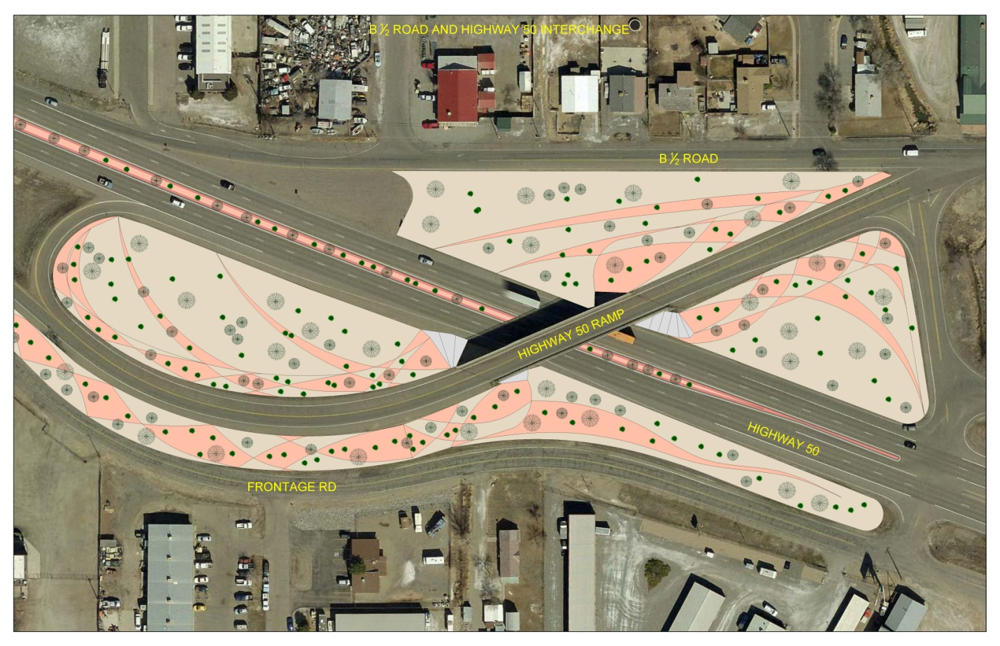 B ½ ROAD AND HIGHWAY 50 INTERCHANGE
B ½ ROAD
HIGHWAY 50 RAMP
HIGHWAY 50
FRONTAGE RD